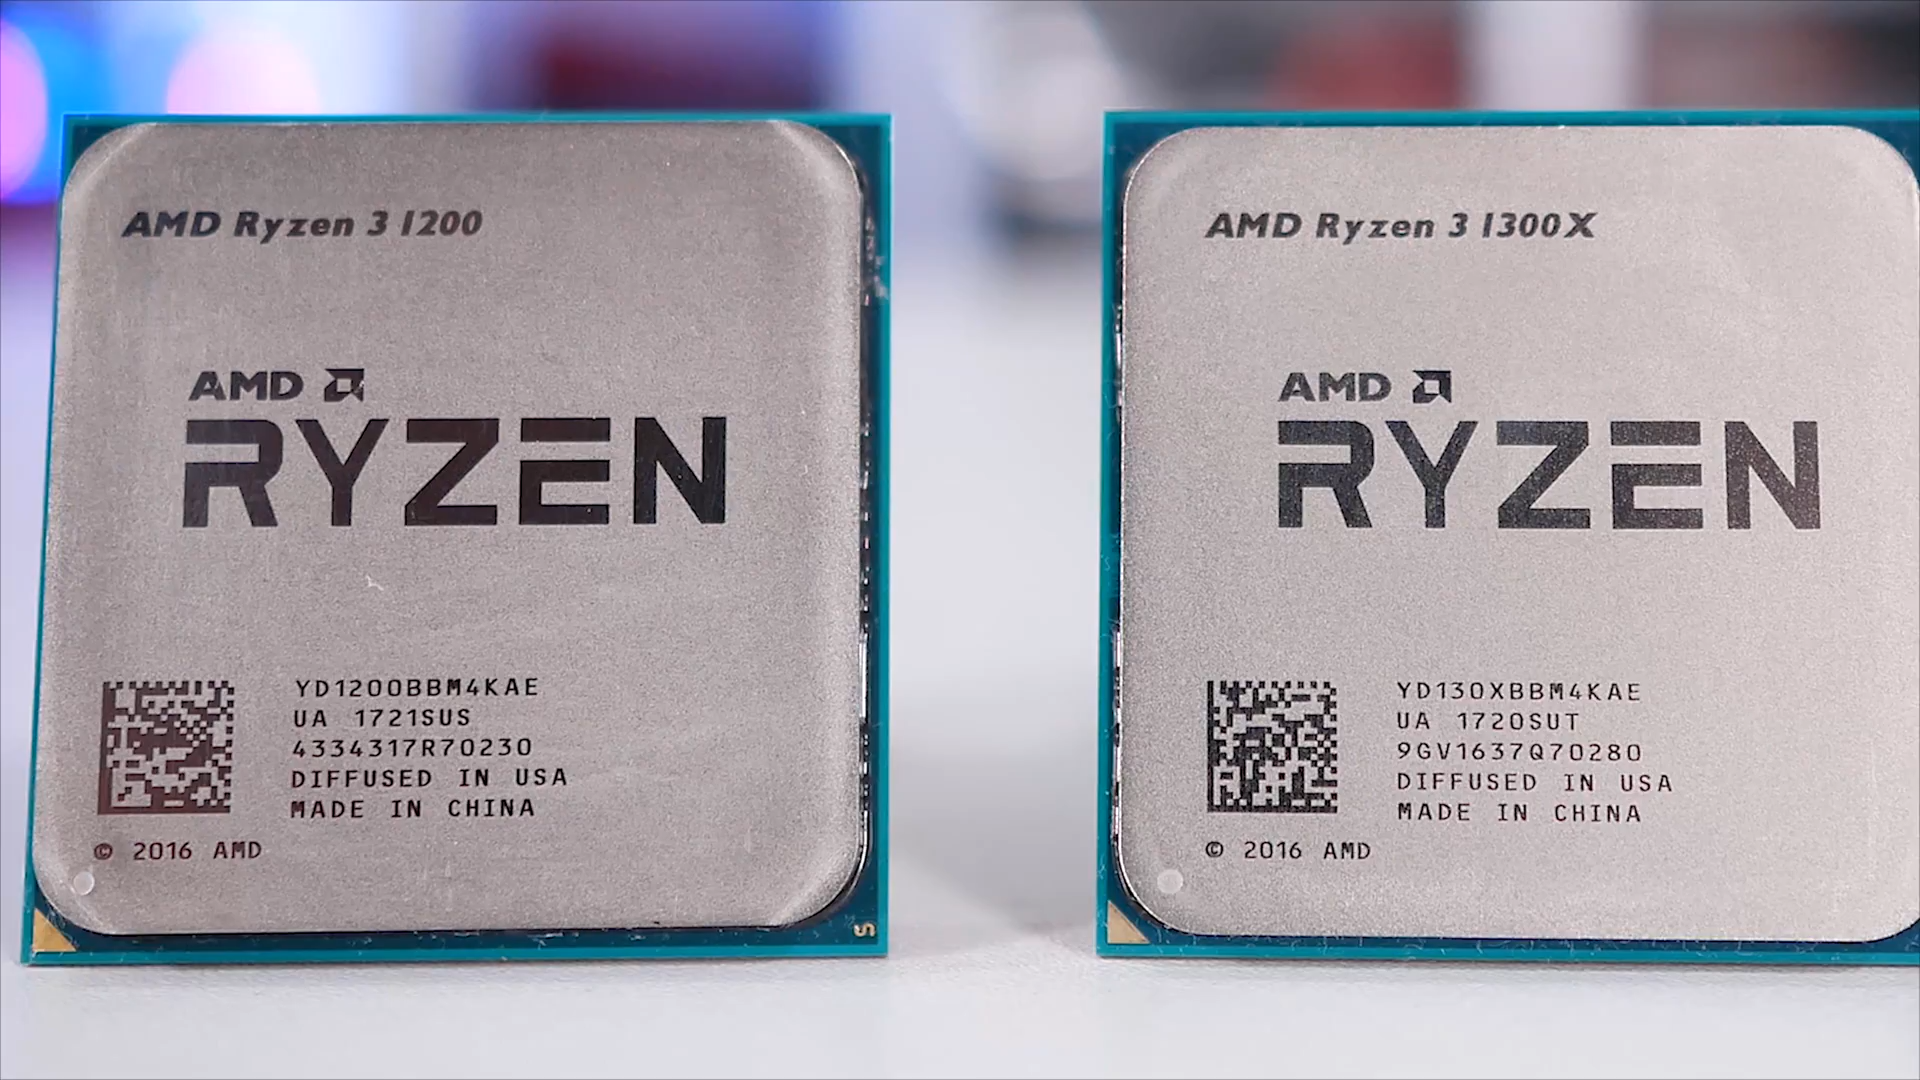 AMD Ryzen 3 1200
AMD
RYZEN
YD1200BBM4KAE
UA 1721SUS
4334317R70230
DIFFUSED IN USA
MADE IN CHINA
© 2016 AMD
S
AMD Ryzen 3 1300X
AMD
RYZEN
YD130XBBM4KAE
UA 1720SUT
9GV1637Q70280
DIFFUSED IN USA
MADE IN CHINA
© 2016 AMD